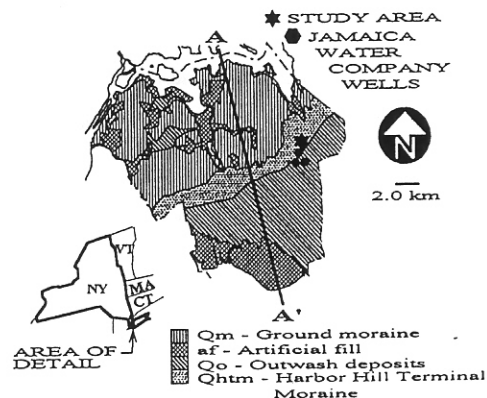 STUDY AREA
JAMAICA
WATER
COMPANY
WELLS
A
N
2.0 km
VT
NY
MA
CT
A'
AREA OF
DETAIL
Qm - Ground moraine
af - Artificial fill
Qo - Outwash deposits
Qhtm - Harbor Hill Terminal
Moraine